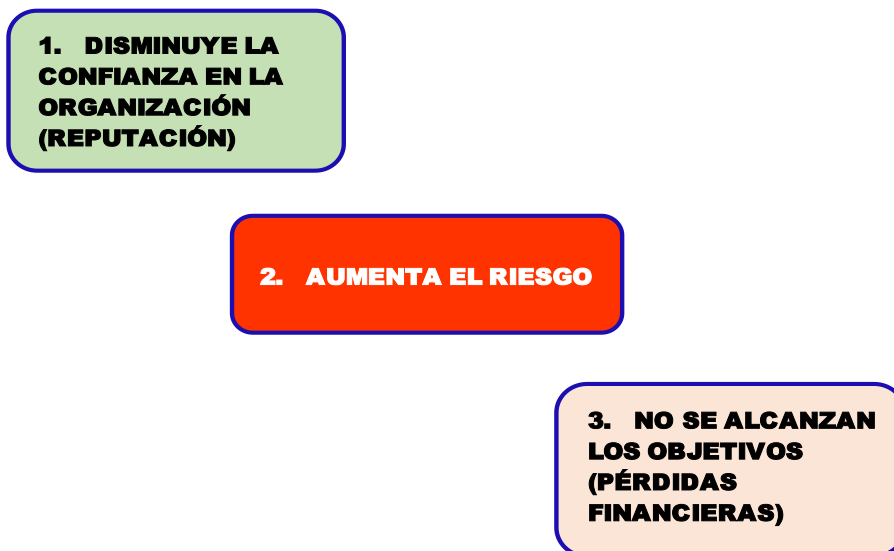 1. DISMINUYE LA
CONFIANZA EN LA
ORGANIZACIÓN
(REPUTACIÓN)
2. AUMENTA EL RIESGO
3. NO SE ALCANZAN
LOS OBJETIVOS
(PÉRDIDAS
FINANCIERAS)